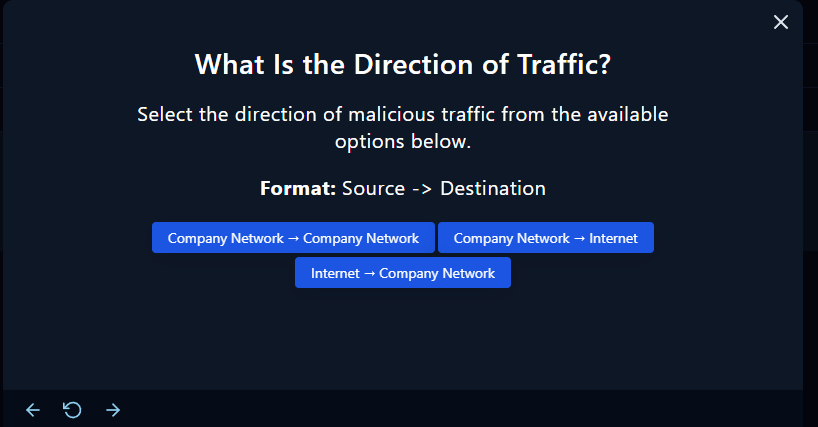 What Is the Direction of Traffic?
Select the direction of malicious traffic from the available
options below.
Format: Source -> Destination
Company Network → Company Network
Company Network → Internet
Internet → Company Network